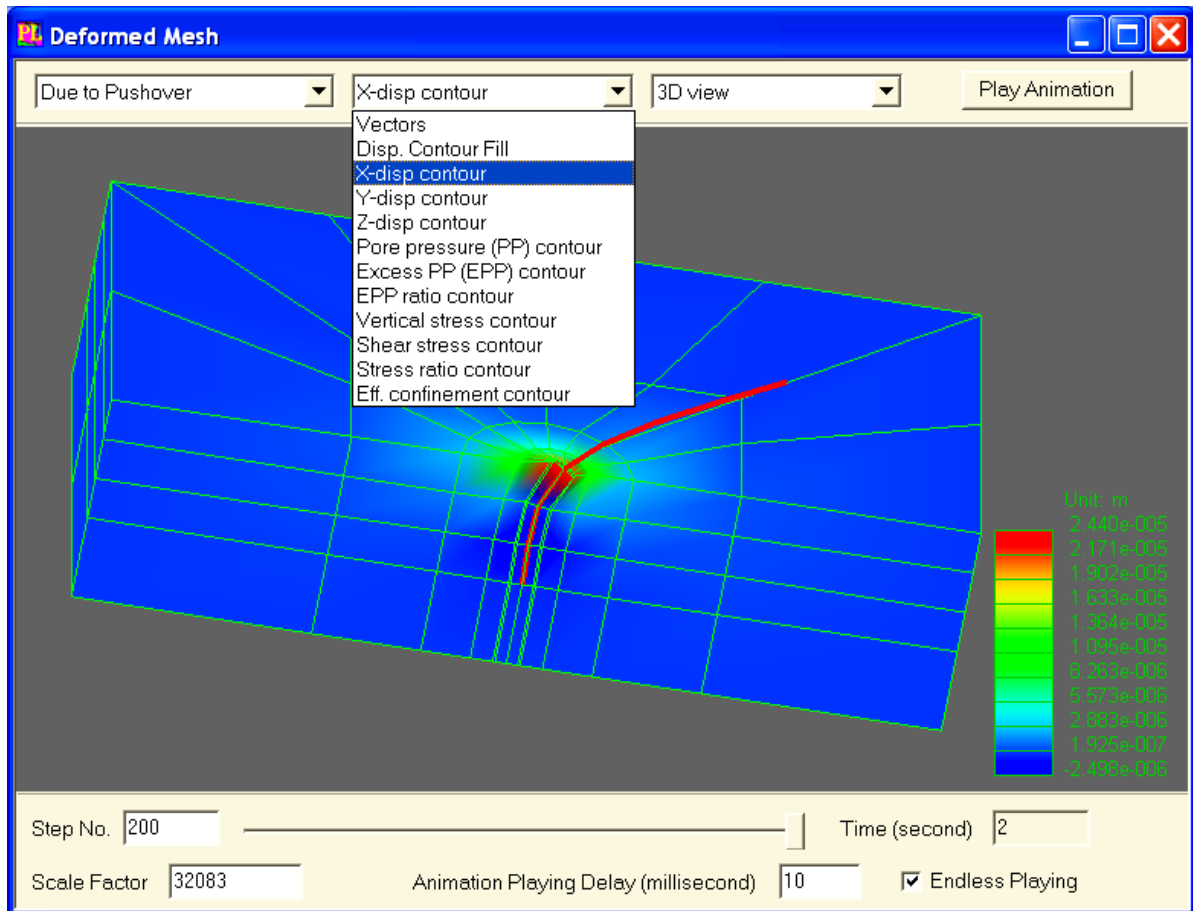 PL Deformed Mesh
Due to Pushover
X-disp contour
3D view
Play Animation
Vectors
Disp. Contour Fill
X-disp contour
Y-disp contour
Z-disp contour
Pore pressure (PP) contour
Excess PP (EPP) contour
EPP ratio contour
Vertical stress contour
Shear stress contour
Stress ratio contour
Eff. confinement contour
Unit: m
2.440e-005
2.171e-005
1.902e-005
1.633e-005
1.364e-005
1.095e-005
8.263e-006
5.573e-006
2.883e-006
1.925e-007
-2.498e-006
Step No. 200
Time (second) 2
Scale Factor 32083
Animation Playing Delay (millisecond) 10
Endless Playing